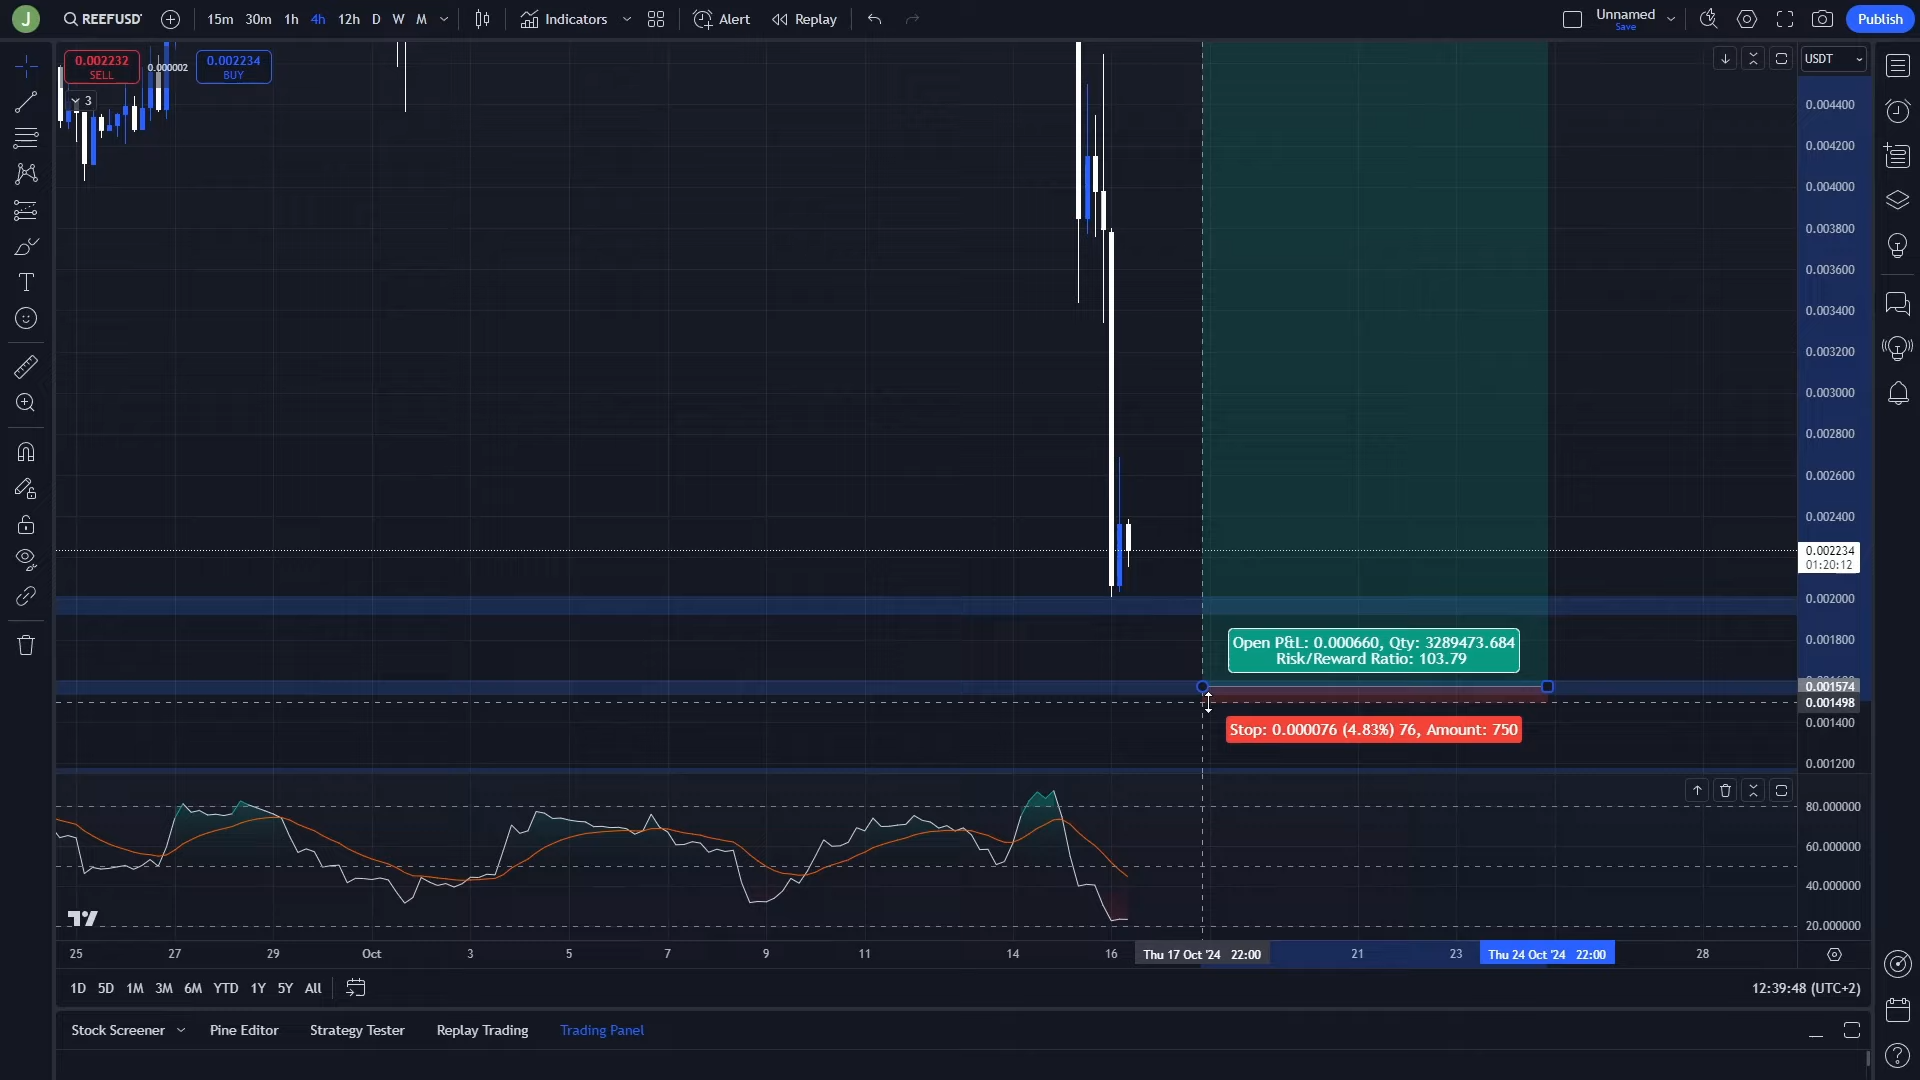 J
REEFUSDT
15m 30m 1h 4h 12h D W M
Indicators
Alert
Replay
Unnamed
Save
Publish
0.002232
SELL
0.000002
0.002234
BUY
3
USDT
0.004400
0.004200
0.004000
0.003800
0.003600
0.003400
0.003200
0.003000
0.002800
0.002600
0.002400
0.002234
01:20:12
0.002000
0.001800
0.001574
0.001498
0.001400
0.001200
Open P&L: 0.000660, Qty: 3289473.684
Risk/Reward Ratio: 103.79
Stop: 0.000076 (4.83%) 76, Amount: 750
80.000000
60.000000
40.000000
20.000000
25 27 29 Oct 3 5 7 9 11 14 16 Thu 17 Oct '24 22:00 21 23 Thu 24 Oct '24 22:00 28
1D 5D 1M 3M 6M YTD 1Y 5Y All
12:39:48 (UTC+2)
Stock Screener Pine Editor Strategy Tester Replay Trading Trading Panel